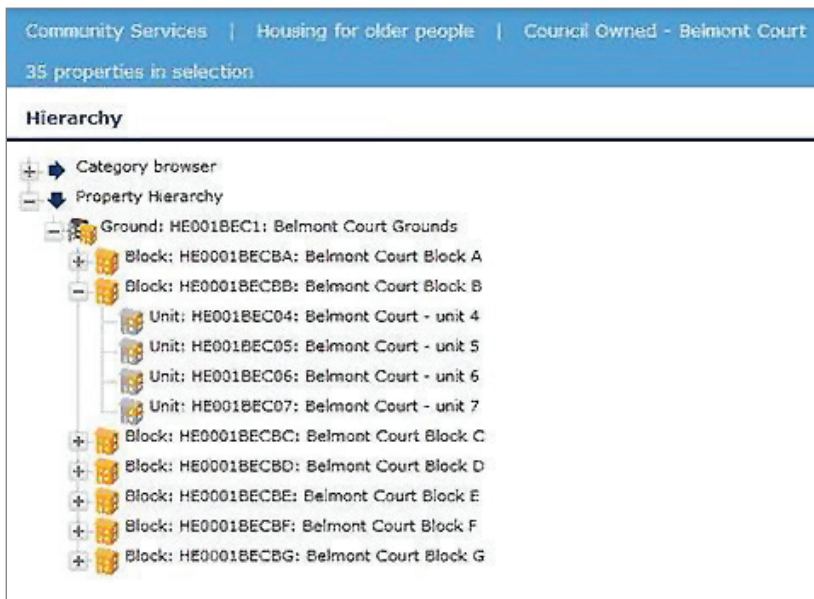 Community Services | Housing for older people | Council Owned - Belmont Court
35 properties in selection
Hierarchy
Category browser
Property Hierarchy
Ground: HE001BEC1: Belmont Court Grounds
Block: HE0001BECBA: Belmont Court Block A
Block: HE0001BECBB: Belmont Court Block B
Unit: HE001BEC04: Belmont Court - unit 4
Unit: HE001BEC05: Belmont Court - unit 5
Unit: HE001BEC06: Belmont Court - unit 6
Unit: HE001BEC07: Belmont Court - unit 7
Block: HE0001BECBC: Belmont Court Block C
Block: HE0001BECBD: Belmont Court Block D
Block: HE0001BECBE: Belmont Court Block E
Block: HE0001BECBF: Belmont Court Block F
Block: HE0001BECBG: Belmont Court Block G